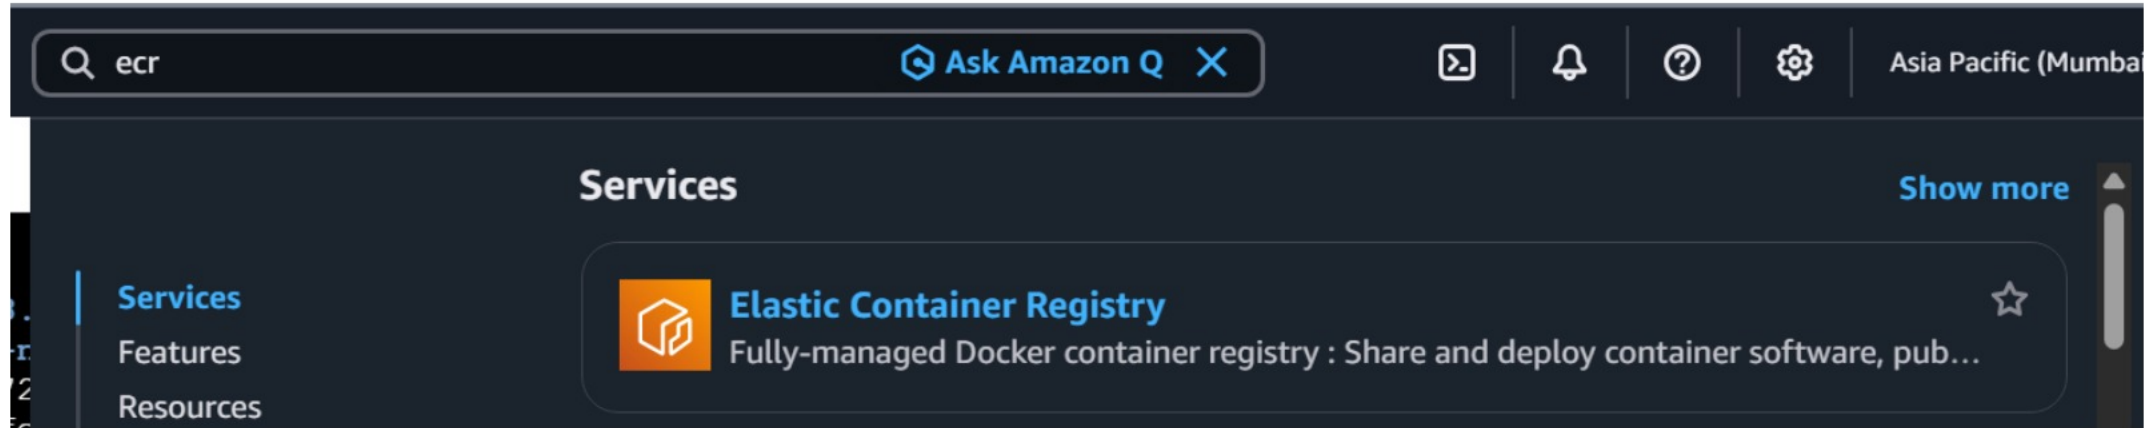 ecr
Ask Amazon Q
Asia Pacific (Mumbai
Services
Show more
Services
Features
Resources
Elastic Container Registry
Fully-managed Docker container registry : Share and deploy container software, pub...